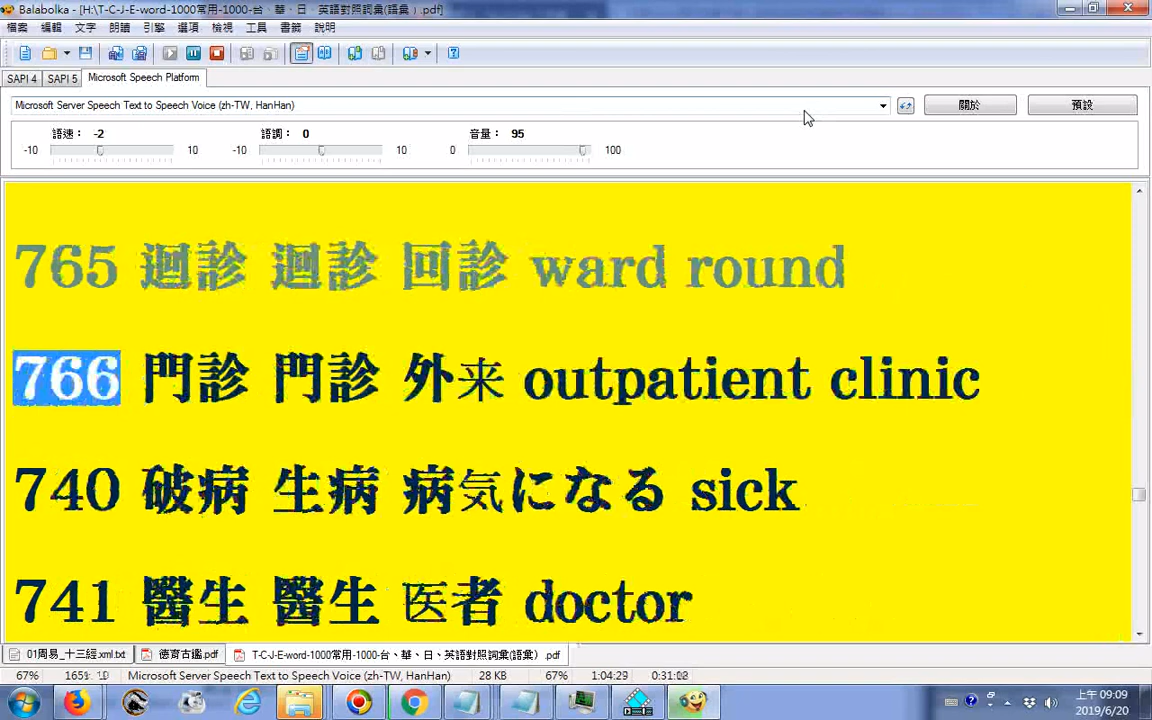 Balabolka - [H:\T-C-J-E-word-1000常用-1000-台、華、日、英語對照詞彙(語彙）.pdf]
檔案 編輯 文字 朗讀 引擎 選項 檢視 工具 書籤 說明
SAPI 4 SAPI 5 Microsoft Speech Platform
Microsoft Server Speech Text to Speech Voice (zh-TW, HanHan) 關於 預設
語速： -2 語調： 0 音量： 95
-10 10 -10 10 0 100
765 迴診 迴診 回診 ward round
766 門診 門診 外来 outpatient clinic
740 破病 生病 病気になる sick
741 醫生 醫生 医者 doctor
01周易_十三經.xml.txt 德育古鑑.pdf T-C-J-E-word-1000常用-1000-台、華、日、英語對照詞彙(語彙）.pdf
67% Microsoft Server Speech Text to Speech Voice (zh-TW, HanHan) 28 KB 67% 1:04:29 0:31:08
上午 09:09
2019/6/20